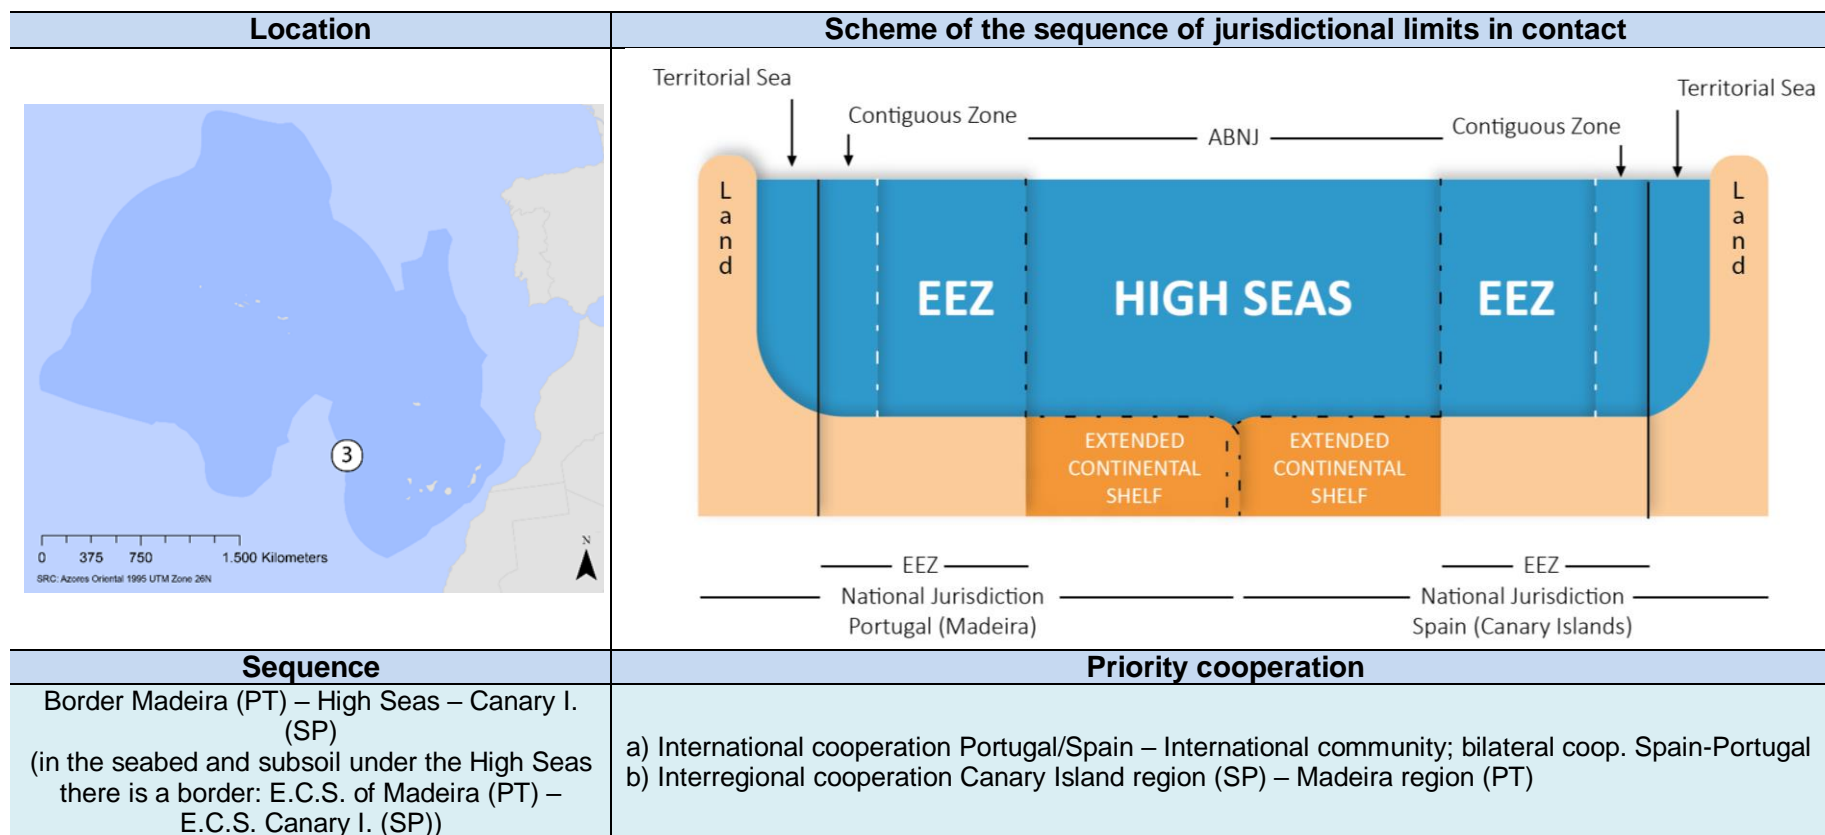 Location
Scheme of the sequence of jurisdictional limits in contact
3
0 375 750 1.500 Kilometers
SRC: Azores Oriental 1995 UTM Zone 26N
N
Territorial Sea
Contiguous Zone
ABNJ
Contiguous Zone
Territorial Sea
L
a
n
d
EEZ
HIGH SEAS
EEZ
L
a
n
d
EXTENDED
CONTINENTAL
SHELF
EXTENDED
CONTINENTAL
SHELF
EEZ
National Jurisdiction
Portugal (Madeira)
EEZ
National Jurisdiction
Spain (Canary Islands)
Sequence
Priority cooperation
Border Madeira (PT) – High Seas – Canary I.
(SP)
(in the seabed and subsoil under the High Seas
there is a border: E.C.S. of Madeira (PT) –
E.C.S. Canary I. (SP))
a) International cooperation Portugal/Spain – International community; bilateral coop. Spain-Portugal
b) Interregional cooperation Canary Island region (SP) – Madeira region (PT)